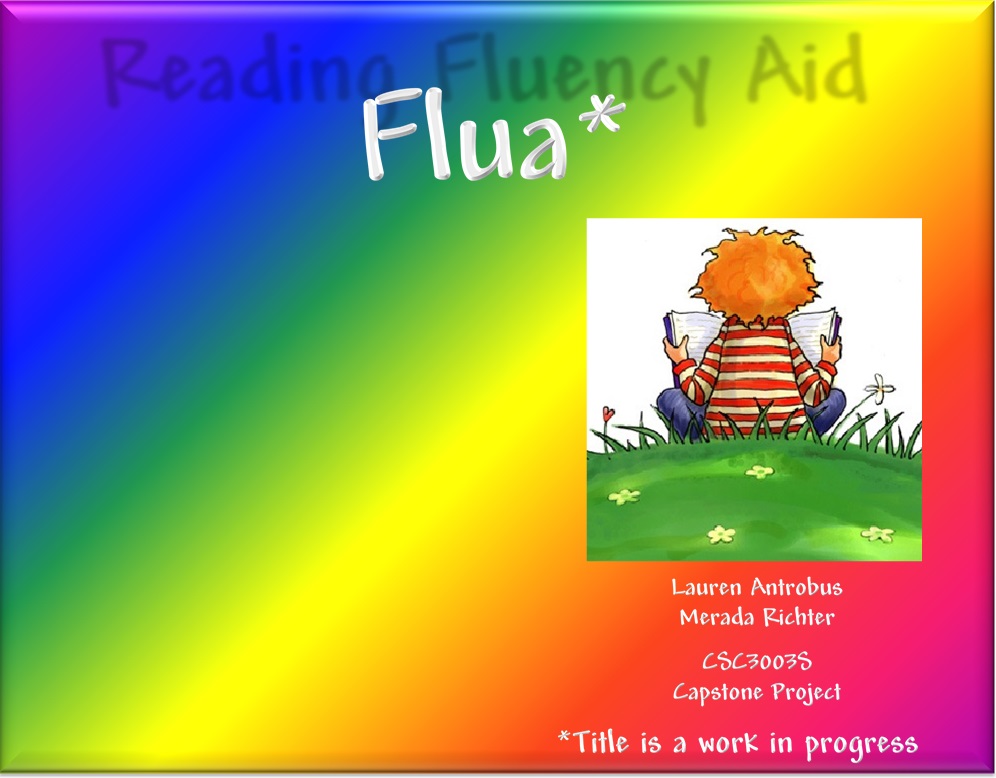 Reading Fluency Aid
Flua*
Lauren Antrobus
Merada Richter
CSC3003S
Capstone Project
*Title is a work in progress